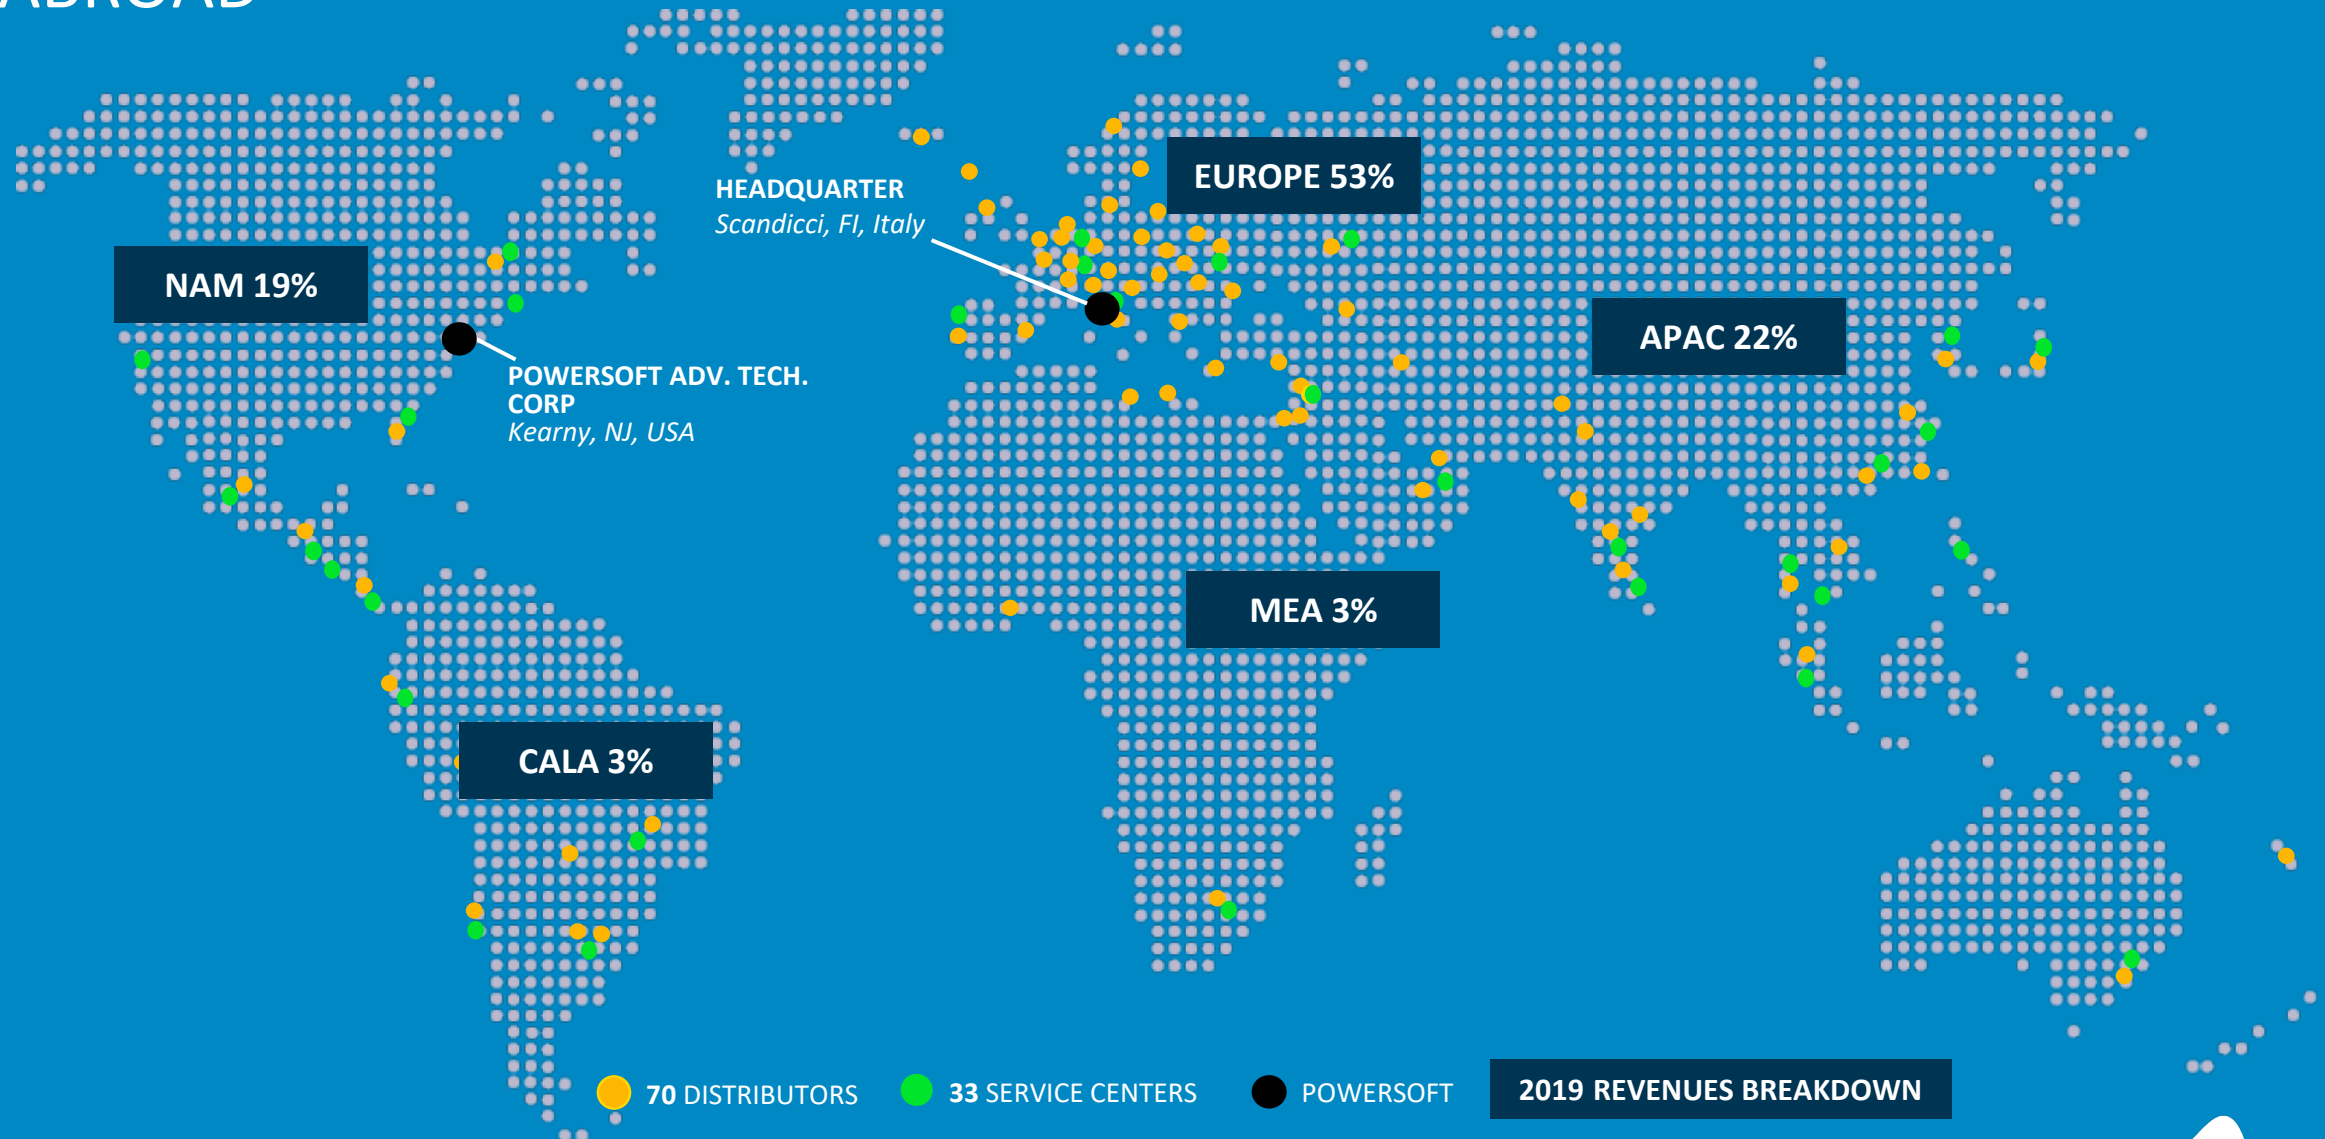 ABROAD
EUROPE 53%
HEADQUARTER
Scandicci, FI, Italy
NAM 19%
APAC 22%
POWERSOFT ADV. TECH.
CORP
Kearny, NJ, USA
MEA 3%
CALA 3%
70 DISTRIBUTORS
33 SERVICE CENTERS
POWERSOFT
2019 REVENUES BREAKDOWN